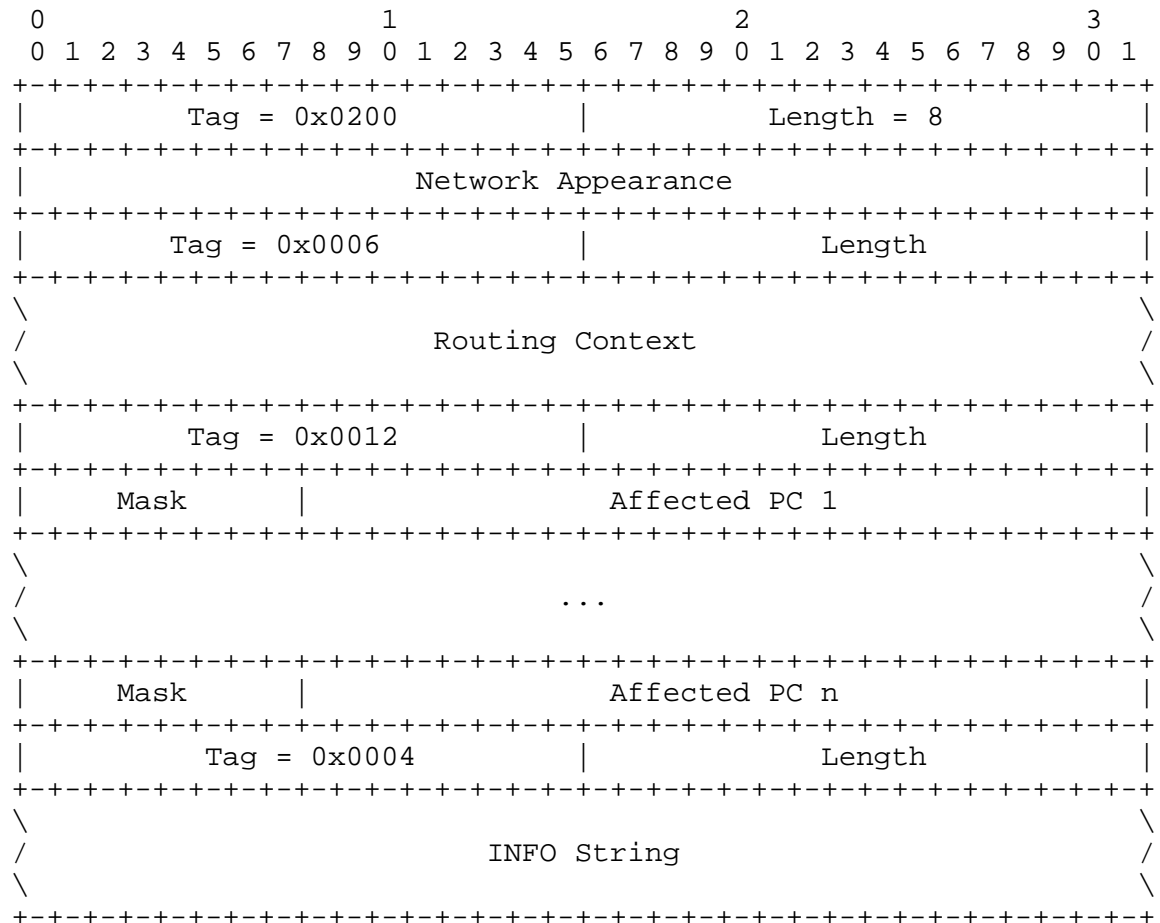 0                   1                   2                   3
 0 1 2 3 4 5 6 7 8 9 0 1 2 3 4 5 6 7 8 9 0 1 2 3 4 5 6 7 8 9 0 1
+-+-+-+-+-+-+-+-+-+-+-+-+-+-+-+-+-+-+-+-+-+-+-+-+-+-+-+-+-+-+-+-+
|         Tag = 0x0200          |          Length = 8           |
+-+-+-+-+-+-+-+-+-+-+-+-+-+-+-+-+-+-+-+-+-+-+-+-+-+-+-+-+-+-+-+-+
|                      Network Appearance                       |
+-+-+-+-+-+-+-+-+-+-+-+-+-+-+-+-+-+-+-+-+-+-+-+-+-+-+-+-+-+-+-+-+
|        Tag = 0x0006           |             Length            |
+-+-+-+-+-+-+-+-+-+-+-+-+-+-+-+-+-+-+-+-+-+-+-+-+-+-+-+-+-+-+-+-+
\                                                               \
/                       Routing Context                         /
\                                                               \
+-+-+-+-+-+-+-+-+-+-+-+-+-+-+-+-+-+-+-+-+-+-+-+-+-+-+-+-+-+-+-+-+
|         Tag = 0x0012          |             Length            |
+-+-+-+-+-+-+-+-+-+-+-+-+-+-+-+-+-+-+-+-+-+-+-+-+-+-+-+-+-+-+-+-+
|     Mask      |                 Affected PC 1                 |
+-+-+-+-+-+-+-+-+-+-+-+-+-+-+-+-+-+-+-+-+-+-+-+-+-+-+-+-+-+-+-+-+
\                                                               \
/                              ...                              /
\                                                               \
+-+-+-+-+-+-+-+-+-+-+-+-+-+-+-+-+-+-+-+-+-+-+-+-+-+-+-+-+-+-+-+-+
|     Mask      |                 Affected PC n                 |
+-+-+-+-+-+-+-+-+-+-+-+-+-+-+-+-+-+-+-+-+-+-+-+-+-+-+-+-+-+-+-+-+
|          Tag = 0x0004         |             Length            |
+-+-+-+-+-+-+-+-+-+-+-+-+-+-+-+-+-+-+-+-+-+-+-+-+-+-+-+-+-+-+-+-+
\                                                               \
/                          INFO String                          /
\                                                               \
+-+-+-+-+-+-+-+-+-+-+-+-+-+-+-+-+-+-+-+-+-+-+-+-+-+-+-+-+-+-+-+-+